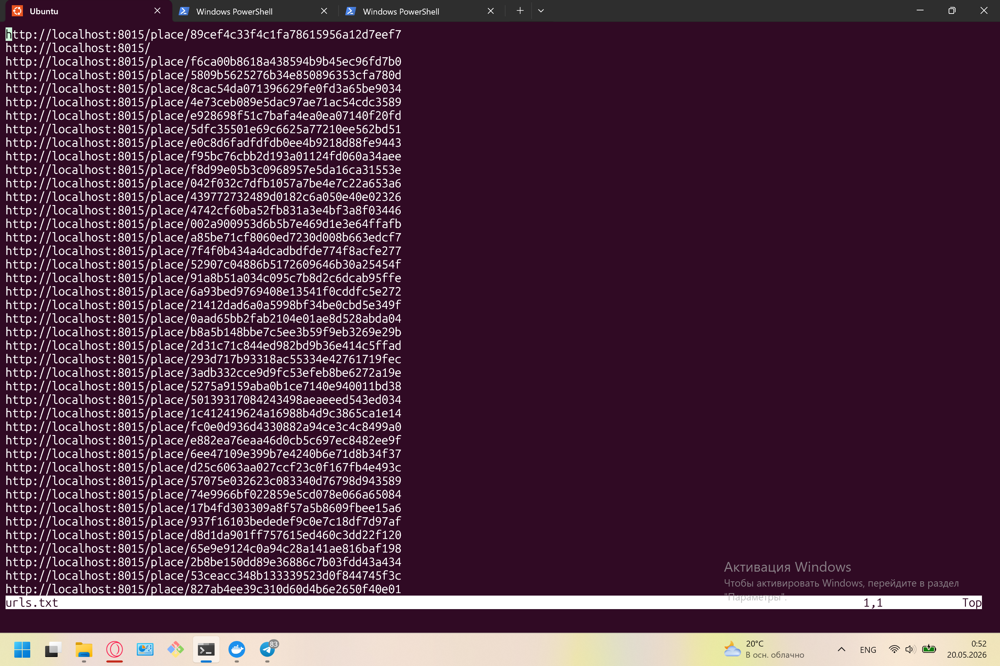 Ubuntu
Windows PowerShell
Windows PowerShell
http://localhost:8015/place/89cef4c33f4c1fa78615956a12d7eef7
http://localhost:8015/
http://localhost:8015/place/f6ca00b8618a438594b9b45ec96fd7b0
http://localhost:8015/place/5809b5625276b34e850896353cfa780d
http://localhost:8015/place/8cac54da071396629fe0fd3a65be9034
http://localhost:8015/place/4e73ceb089e5dac97ae71ac54cdc3589
http://localhost:8015/place/e928698f51c7bafa4ea0ea07140f20fd
http://localhost:8015/place/5dfc35501e69c6625a77210ee562bd51
http://localhost:8015/place/e0c8d6fadfdfdb0ee4b9218d88fe9443
http://localhost:8015/place/f95bc76cbb2d193a01124fd060a34aee
http://localhost:8015/place/f8d99e05b3c0968957e5da16ca31553e
http://localhost:8015/place/042f032c7dfb1057a7be4e7c22a653a6
http://localhost:8015/place/439772732489d0182c6a050e40e02326
http://localhost:8015/place/4742cf60ba52fb831a3e4bf3a8f03446
http://localhost:8015/place/002a900953d6b5b7e469d1e3e64ffafb
http://localhost:8015/place/a85be71cf8060ed7230d008b663edcf7
http://localhost:8015/place/7f4f0b434a4dcadbdfde774f8acfe277
http://localhost:8015/place/52907c04886b5172609646b30a25454f
http://localhost:8015/place/91a8b51a034c095c7b8d2c6dcab95ffe
http://localhost:8015/place/6a93bed9769408e13541f0cddfc5e272
http://localhost:8015/place/21412dad6a0a5998bf34be0cbd5e349f
http://localhost:8015/place/0aad65bb2fab2104e01ae8d528abda04
http://localhost:8015/place/b8a5b148bbe7c5ee3b59f9eb3269e29b
http://localhost:8015/place/2d31c71c844ed982bd9b36e414c5ffad
http://localhost:8015/place/293d717b93318ac55334e42761719fec
http://localhost:8015/place/3adb332cce9d9fc53efeb8be6272a19e
http://localhost:8015/place/5275a9159aba0b1ce7140e940011bd38
http://localhost:8015/place/50139317084243498aeaeeed543ed034
http://localhost:8015/place/1c412419624a16988b4d9c3865ca1e14
http://localhost:8015/place/fc0e0d936d4330882a94ce3c4c8499a0
http://localhost:8015/place/e882ea76eaa46d0cb5c697ec8482ee9f
http://localhost:8015/place/6ee47109e399b7e4240b6e71d8b34f37
http://localhost:8015/place/d25c6063aa027ccf23c0f167fb4e493c
http://localhost:8015/place/57075e032623c083340d76798d943589
http://localhost:8015/place/74e9966bf022859e5cd078e066a65084
http://localhost:8015/place/17b4fd303309a8f57a5b8609fbee15a6
http://localhost:8015/place/937f16103bededef9c0e7c18df7d97af
http://localhost:8015/place/d8d1da901ff757615ed460c3dd22f120
http://localhost:8015/place/65e9e9124c0a94c28a141ae816baf198
http://localhost:8015/place/2b8be150dd89e36886c7b03fdd43a434
http://localhost:8015/place/53ceacc348b133339523d0f844745f3c
http://localhost:8015/place/827ab4ee39c310d60d4b6e2650f40e01
Активация Windows
Чтобы активировать Windows, перейдите в раздел
"Параметры".
urls.txt 1,1 Top
83
20°C
В осн. облачно
ENG
0:52
20.05.2026